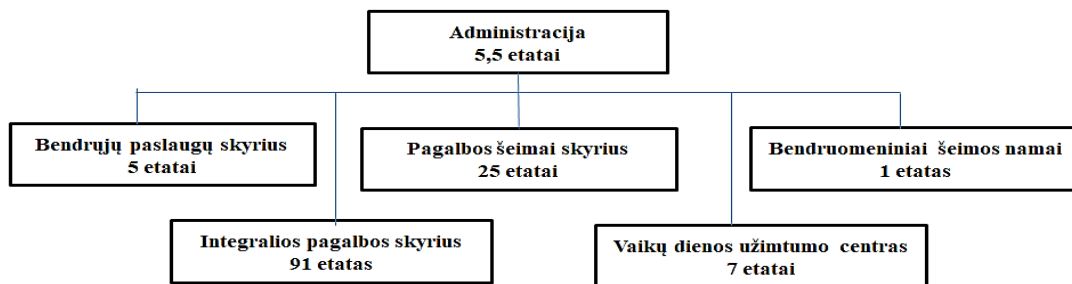 Administracija
5,5 etatai
Bendrųjų paslaugų skyrius
5 etatai
Pagalbos šeimai skyrius
25 etatai
Bendruomeniniai šeimos namai
1 etatas
Integralios pagalbos skyrius
91 etatas
Vaikų dienos užimtumo centras
7 etatai